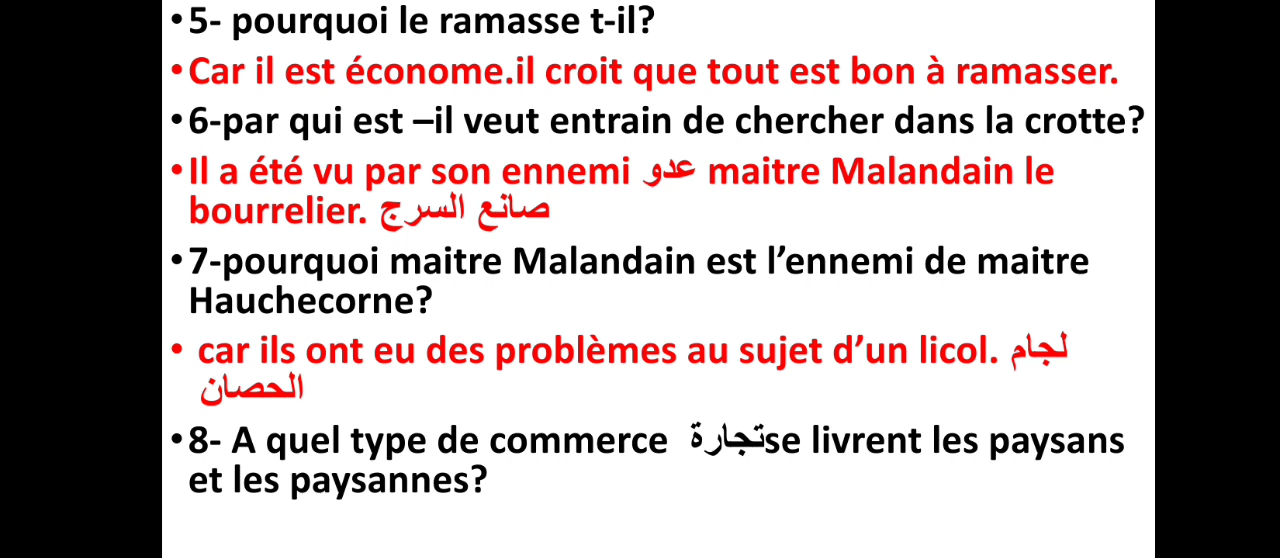 •5- pourquoi le ramasse t-il?
•Car il est économe.il croit que tout est bon à ramasser.
•6-par qui est –il veut entrain de chercher dans la crotte?
•Il a été vu par son ennemi عدو maitre Malandain le
bourrelier. صانع السرج
•7-pourquoi maitre Malandain est l’ennemi de maitre
Hauchecorne?
• car ils ont eu des problèmes au sujet d’un licol. لجام
الحصان
•8- A quel type de commerce تجارة se livrent les paysans
et les paysannes?